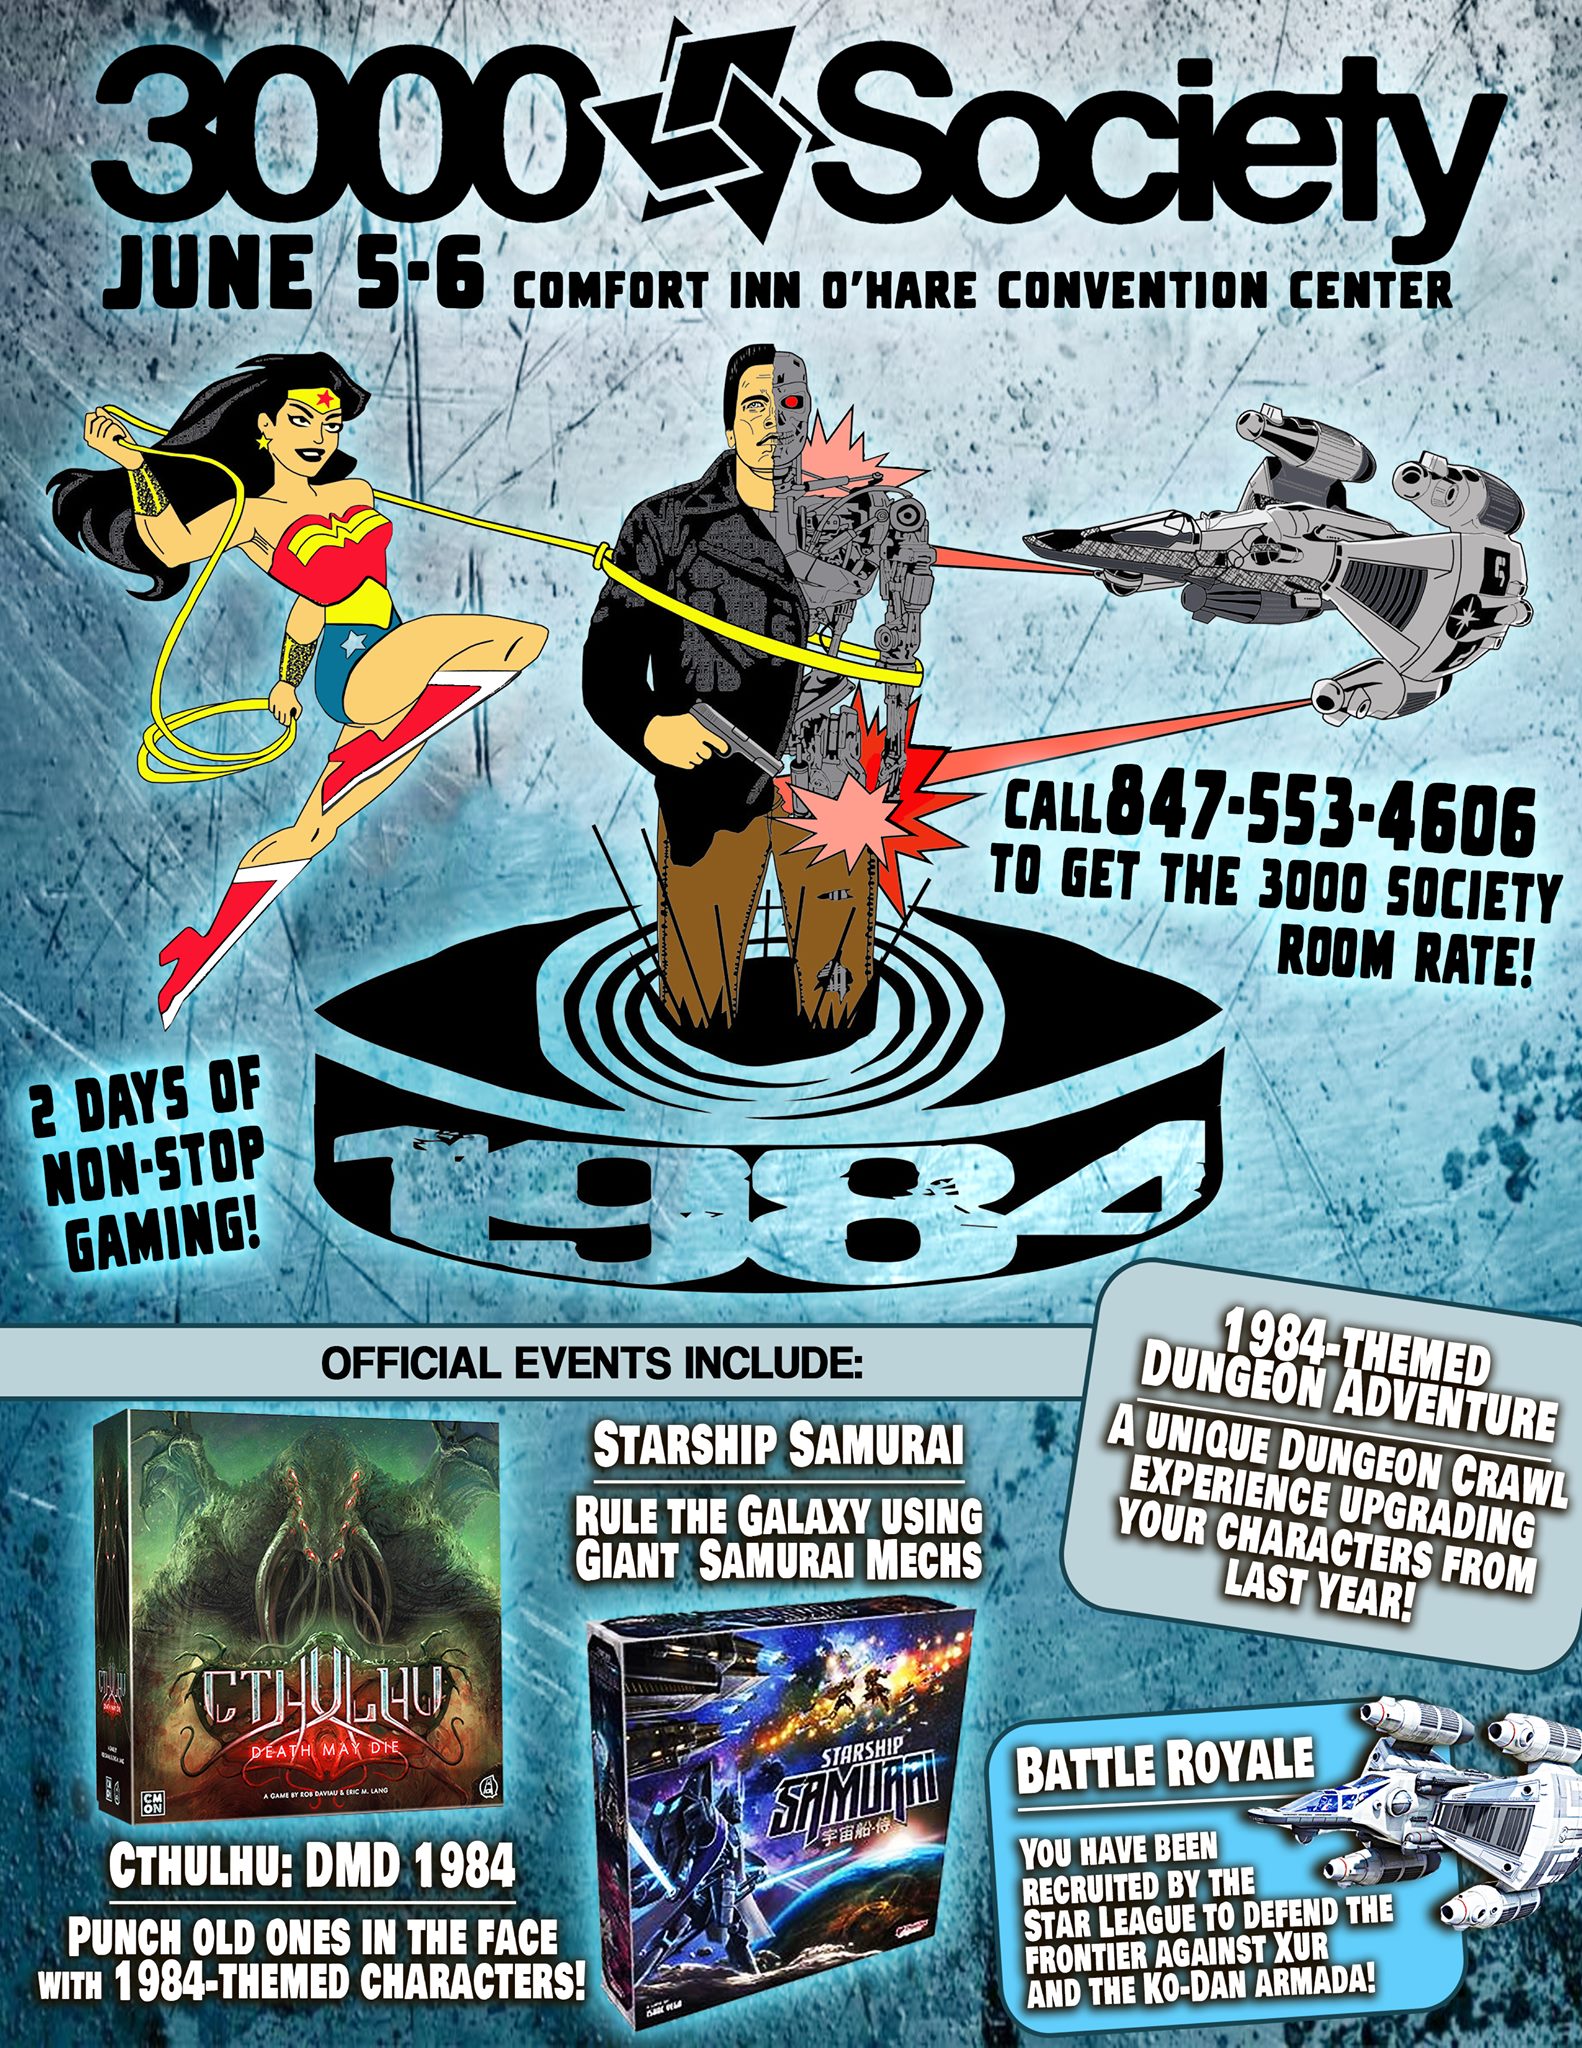 3000 Society
JUNE 5-6 COMFORT INN O'HARE CONVENTION CENTER
CALL 847-553-4606
TO GET THE 3000 SOCIETY
ROOM RATE!
2 DAYS OF
NON-STOP
GAMING!
1984
OFFICIAL EVENTS INCLUDE:
1984-THEMED
DUNGEON ADVENTURE
A UNIQUE DUNGEON CRAWL
EXPERIENCE UPGRADING
YOUR CHARACTERS FROM
LAST YEAR!
STARSHIP SAMURAI
RULE THE GALAXY USING
GIANT SAMURAI MECHS
CTHULHU
DEATH MAY DIE
A GAME BY ROB DAVIAU & ERIC M. LANG
CM
ON
CTHULHU
CTHULHU: DMD 1984
PUNCH OLD ONES IN THE FACE
WITH 1984-THEMED CHARACTERS!
STARSHIP
SAMURAI
宇宙船·侍
ISAAC VEGA
BATTLE ROYALE
YOU HAVE BEEN
RECRUITED BY THE
STAR LEAGUE TO DEFEND THE
FRONTIER AGAINST XUR
AND THE KO-DAN ARMADA!